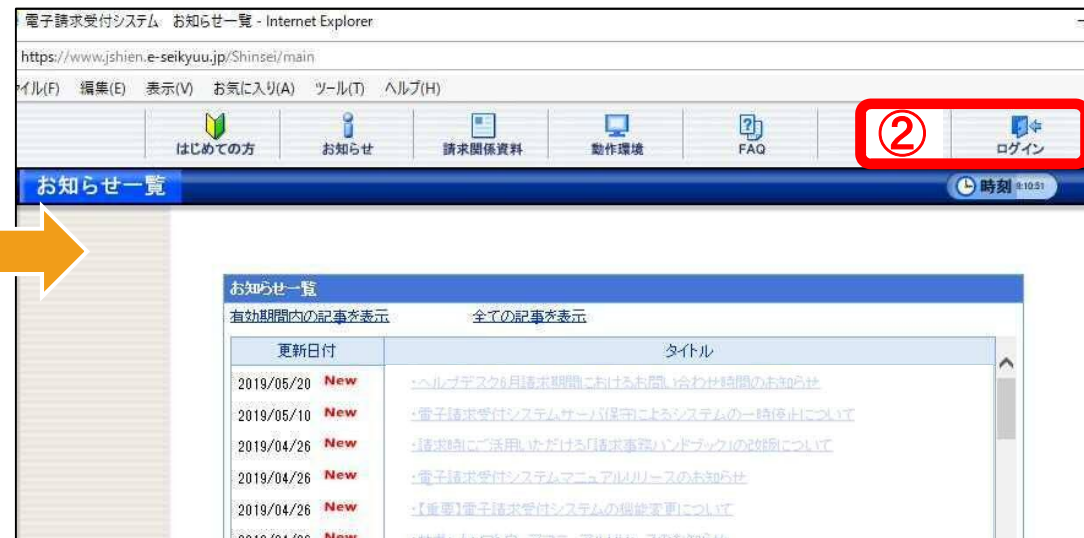 電子請求受付システム お知らせ一覧 - Internet Explorer
https://www.jshien.e-seikyuu.jp/Shinsei/main
イル(F) 編集(E) 表示(V) お気に入り(A) ツール(T) ヘルプ(H)
はじめての方 お知らせ 請求関係資料 動作環境 FAQ ② ログイン
お知らせ一覧 時刻 9:10:51
お知らせ一覧
有効期間内の記事を表示 全ての記事を表示
更新日付 タイトル
2019/05/20 New ・ヘルプデスク6月請求期間におけるお問い合わせ時間のお知らせ
2019/05/10 New ・電子請求受付システムサーバ保守によるシステムの一時停止について
2019/04/26 New ・請求時にご活用いただける「請求事務ハンドブック」の改版について
2019/04/26 New ・電子請求受付システムマニュアルリリースのお知らせ
2019/04/26 New ・【重要】電子請求受付システムの機能変更について
2019/04/26 New